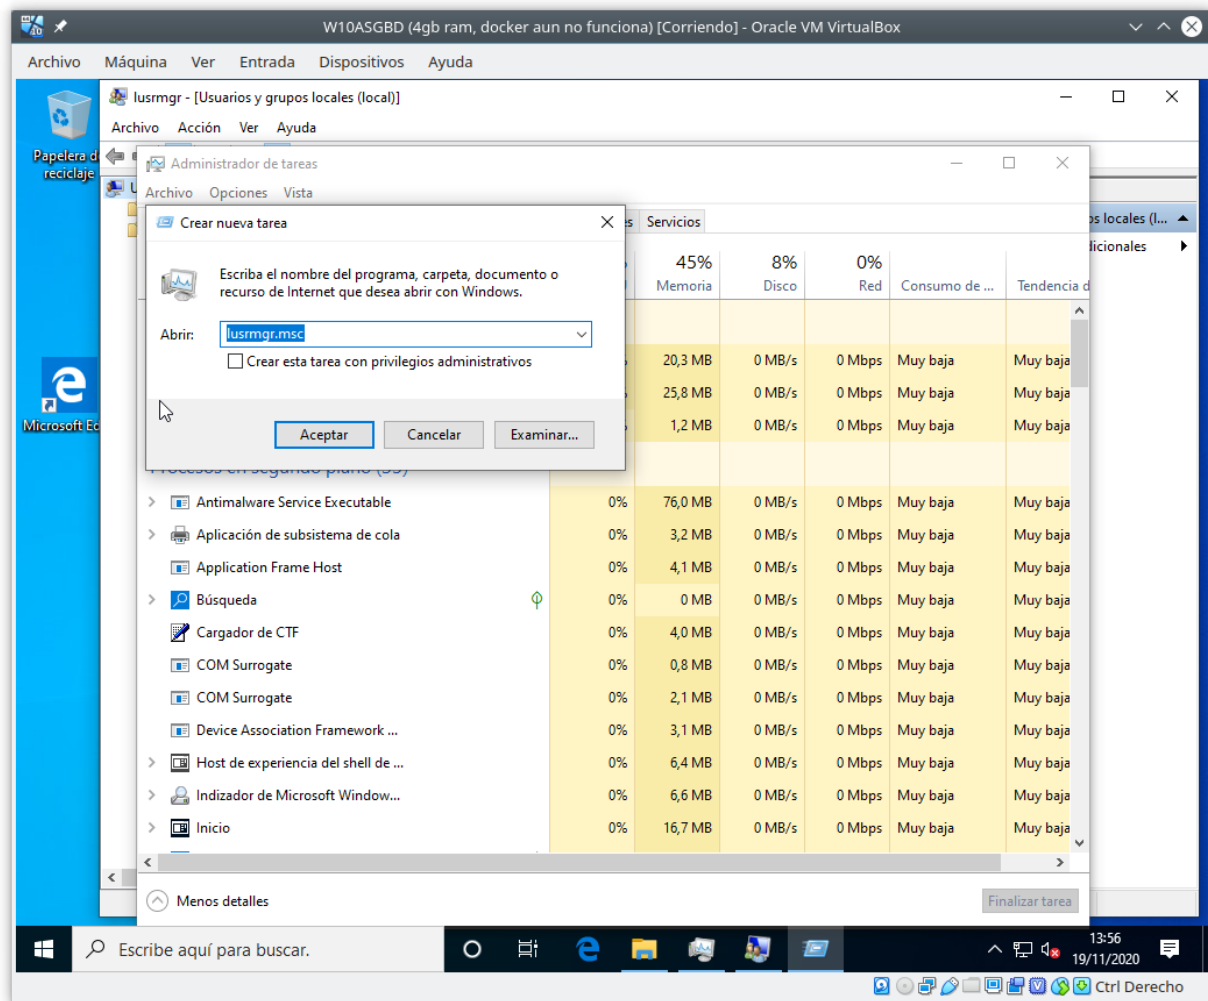 W10ASGBD (4gb ram, docker aun no funciona) [Corriendo] - Oracle VM VirtualBox
Archivo Máquina Ver Entrada Dispositivos Ayuda
lusrmgr - [Usuarios y grupos locales (local)]
Archivo Acción Ver Ayuda
Papelera de
reciclaje
Administrador de tareas
Archivo Opciones Vista
Servicios
Crear nueva tarea
Escriba el nombre del programa, carpeta, documento o
recurso de Internet que desea abrir con Windows.
Abrir: lusrmgr.msc
Crear esta tarea con privilegios administrativos
Aceptar Cancelar Examinar...
os locales (l...
dicionales
45% 8% 0%
Memoria Disco Red Consumo de ... Tendencia d
20,3 MB 0 MB/s 0 Mbps Muy baja Muy baja
25,8 MB 0 MB/s 0 Mbps Muy baja Muy baja
1,2 MB 0 MB/s 0 Mbps Muy baja Muy baja
Microsoft Ed
Procesos en segundo plano (35)
Antimalware Service Executable 0% 76,0 MB 0 MB/s 0 Mbps Muy baja Muy baja
Aplicación de subsistema de cola 0% 3,2 MB 0 MB/s 0 Mbps Muy baja Muy baja
Application Frame Host 0% 4,1 MB 0 MB/s 0 Mbps Muy baja Muy baja
Búsqueda 0% 0 MB 0 MB/s 0 Mbps Muy baja Muy baja
Cargador de CTF 0% 4,0 MB 0 MB/s 0 Mbps Muy baja Muy baja
COM Surrogate 0% 0,8 MB 0 MB/s 0 Mbps Muy baja Muy baja
COM Surrogate 0% 2,1 MB 0 MB/s 0 Mbps Muy baja Muy baja
Device Association Framework ... 0% 3,1 MB 0 MB/s 0 Mbps Muy baja Muy baja
Host de experiencia del shell de ... 0% 6,4 MB 0 MB/s 0 Mbps Muy baja Muy baja
Indizador de Microsoft Window... 0% 6,6 MB 0 MB/s 0 Mbps Muy baja Muy baja
Inicio 0% 16,7 MB 0 MB/s 0 Mbps Muy baja Muy baja
Menos detalles
Finalizar tarea
Escribe aquí para buscar.
13:56
19/11/2020
Ctrl Derecho